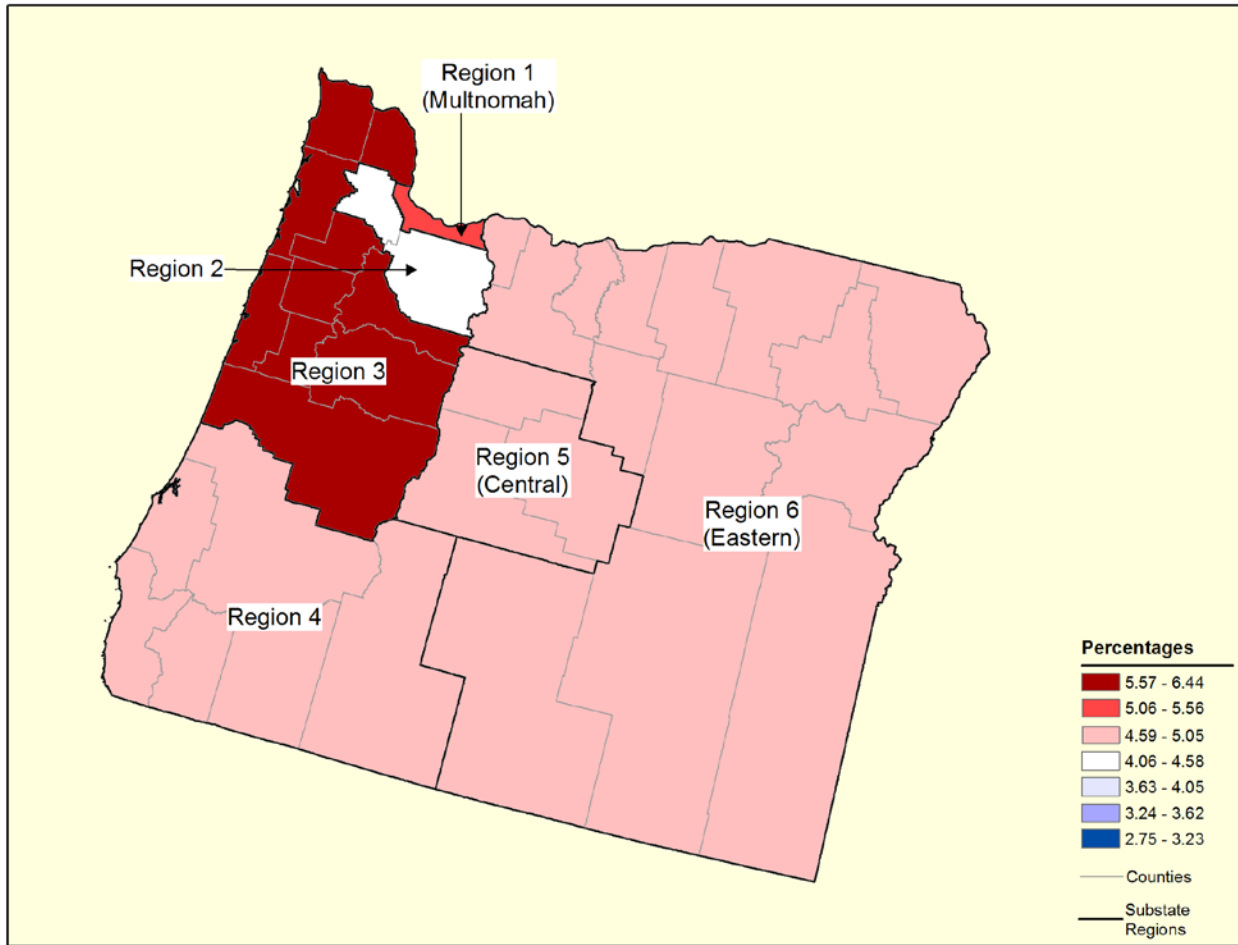 Region 1
(Multnomah)
Region 2
Region 3
Region 5
(Central)
Region 6
(Eastern)
Region 4
Percentages
5.57 - 6.44
5.06 - 5.56
4.59 - 5.05
4.06 - 4.58
3.63 - 4.05
3.24 - 3.62
2.75 - 3.23
Counties
Substate
Regions